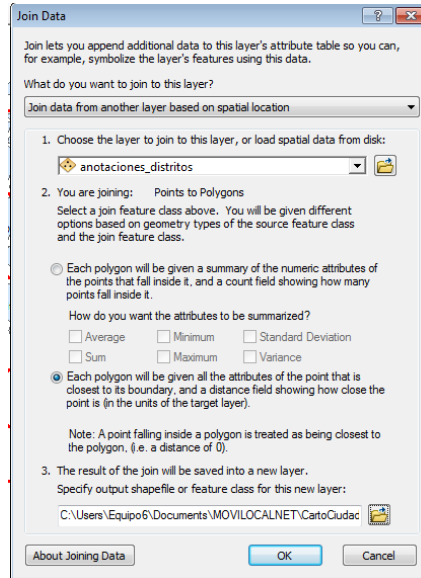 Join Data
Join lets you append additional data to this layer's attribute table so you can,
for example, symbolize the layer's features using this data.
What do you want to join to this layer?
Join data from another layer based on spatial location
1. Choose the layer to join to this layer, or load spatial data from disk:
anotaciones_distritos
2. You are joining: Points to Polygons
Select a join feature class above. You will be given different
options based on geometry types of the source feature class
and the join feature class.
Each polygon will be given a summary of the numeric attributes of
the points that fall inside it, and a count field showing how many
points fall inside it.
How do you want the attributes to be summarized?
Average Minimum Standard Deviation
Sum Maximum Variance
Each polygon will be given all the attributes of the point that is
closest to its boundary, and a distance field showing how close the
point is (in the units of the target layer).
Note: A point falling inside a polygon is treated as being closest to
the polygon, (i.e. a distance of 0).
3. The result of the join will be saved into a new layer.
Specify output shapefile or feature class for this new layer:
C:\Users\Equipo6\Documents\MOVILOCALNET\CartoCiudac
About Joining Data OK Cancel